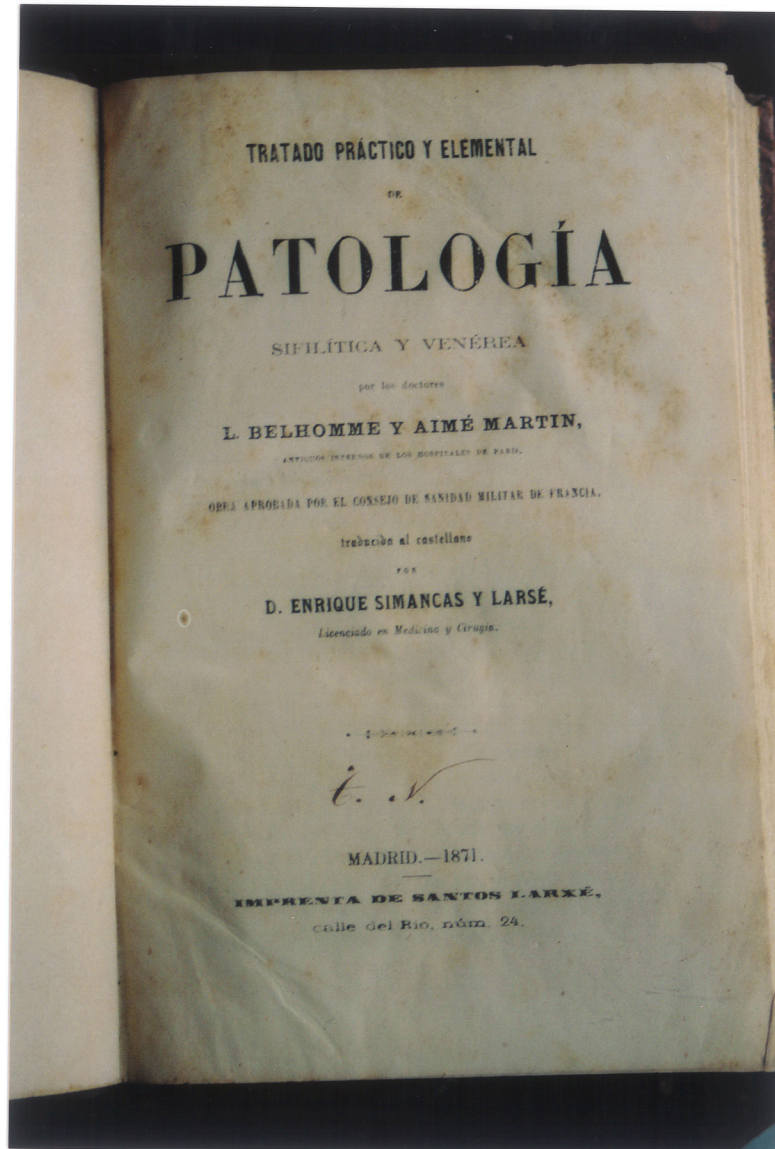 TRATADO PRÁCTICO Y ELEMENTAL
DE
PATOLOGÍA
SIFILÍTICA Y VENÉREA
por los doctores
L. BELHOMME Y AIMÉ MARTIN,
ANTIGUOS INTERNOS DE LOS HOSPITALES DE PARIS.
OBRA APROBADA POR EL CONSEJO DE SANIDAD MILITAR DE FRANCIA.
traducida al castellano
POR
D. ENRIQUE SIMANCAS Y LARSÉ,
Licenciado en Medicina y Cirugía.
MADRID.—1871.
IMPRENTA DE SANTOS LARXÉ,
calle del Rio, núm. 24.